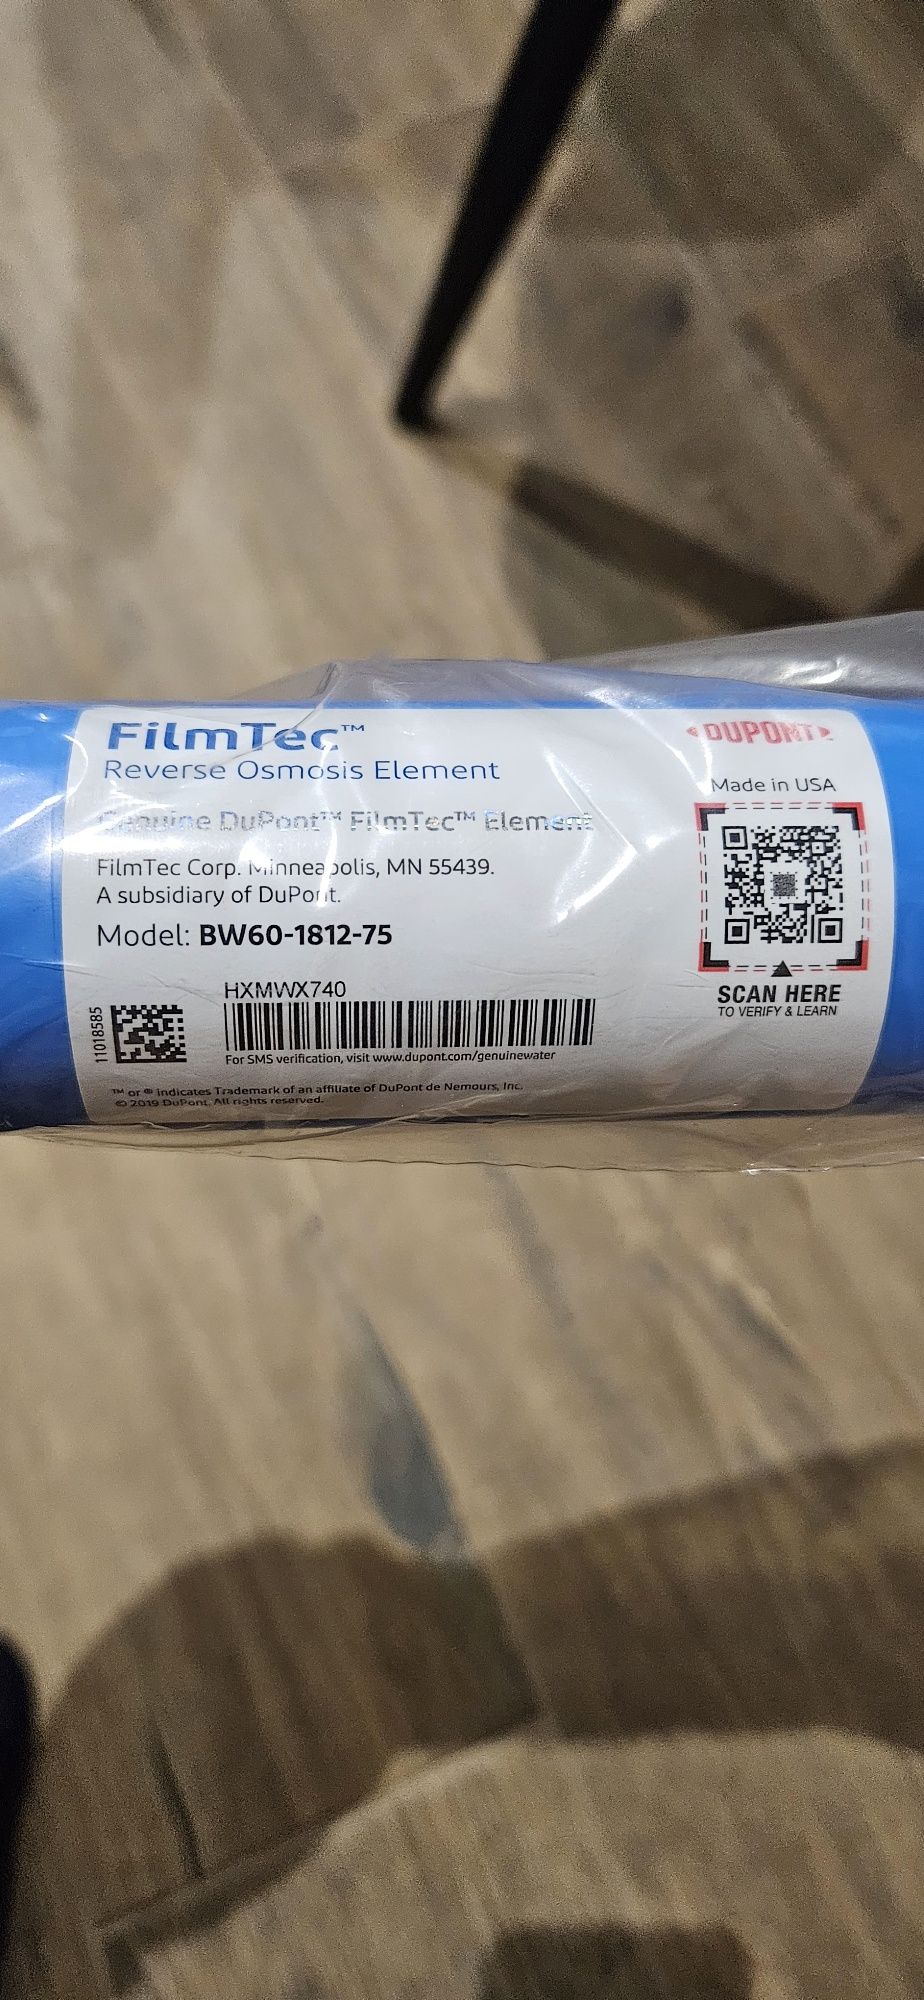 FilmTec™
Reverse Osmosis Element
Genuine DuPont™ FilmTec™ Element
FilmTec Corp. Minneapolis, MN 55439.
A subsidiary of DuPont.
Model: BW60-1812-75
HXMWX740
11018585
For SMS verification, visit www.dupont.com/genuinewater
™ or ® indicates Trademark of an affiliate of DuPont de Nemours, Inc.
© 2019 DuPont. All rights reserved.
DUPONT
Made in USA
SCAN HERE
TO VERIFY & LEARN